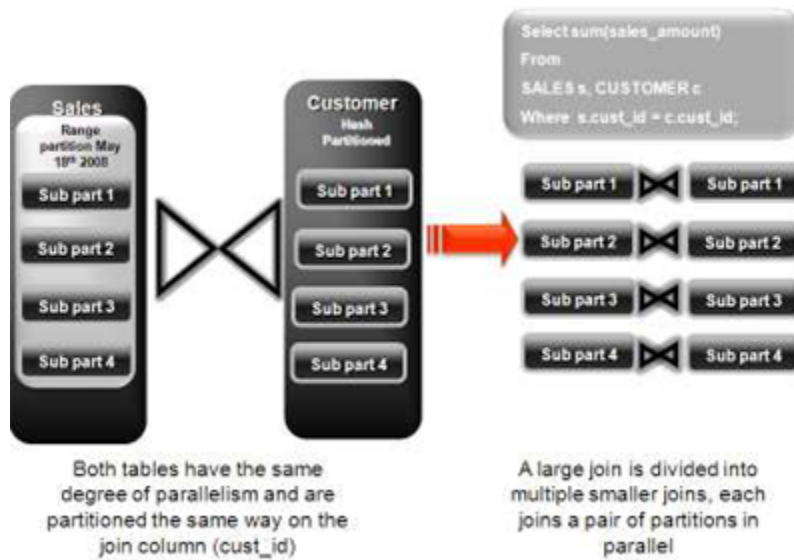 Sales
Range
partition May
18th 2008
Sub part 1
Sub part 2
Sub part 3
Sub part 4
Customer
Hash
Partitioned
Sub part 1
Sub part 2
Sub part 3
Sub part 4
Both tables have the same
degree of parallelism and are
partitioned the same way on the
join column (cust_id)
Select sum(sales_amount)
From
SALES s, CUSTOMER c
Where s.cust_id = c.cust_id;
Sub part 1 Sub part 1
Sub part 2 Sub part 2
Sub part 3 Sub part 3
Sub part 4 Sub part 4
A large join is divided into
multiple smaller joins, each
joins a pair of partitions in
parallel